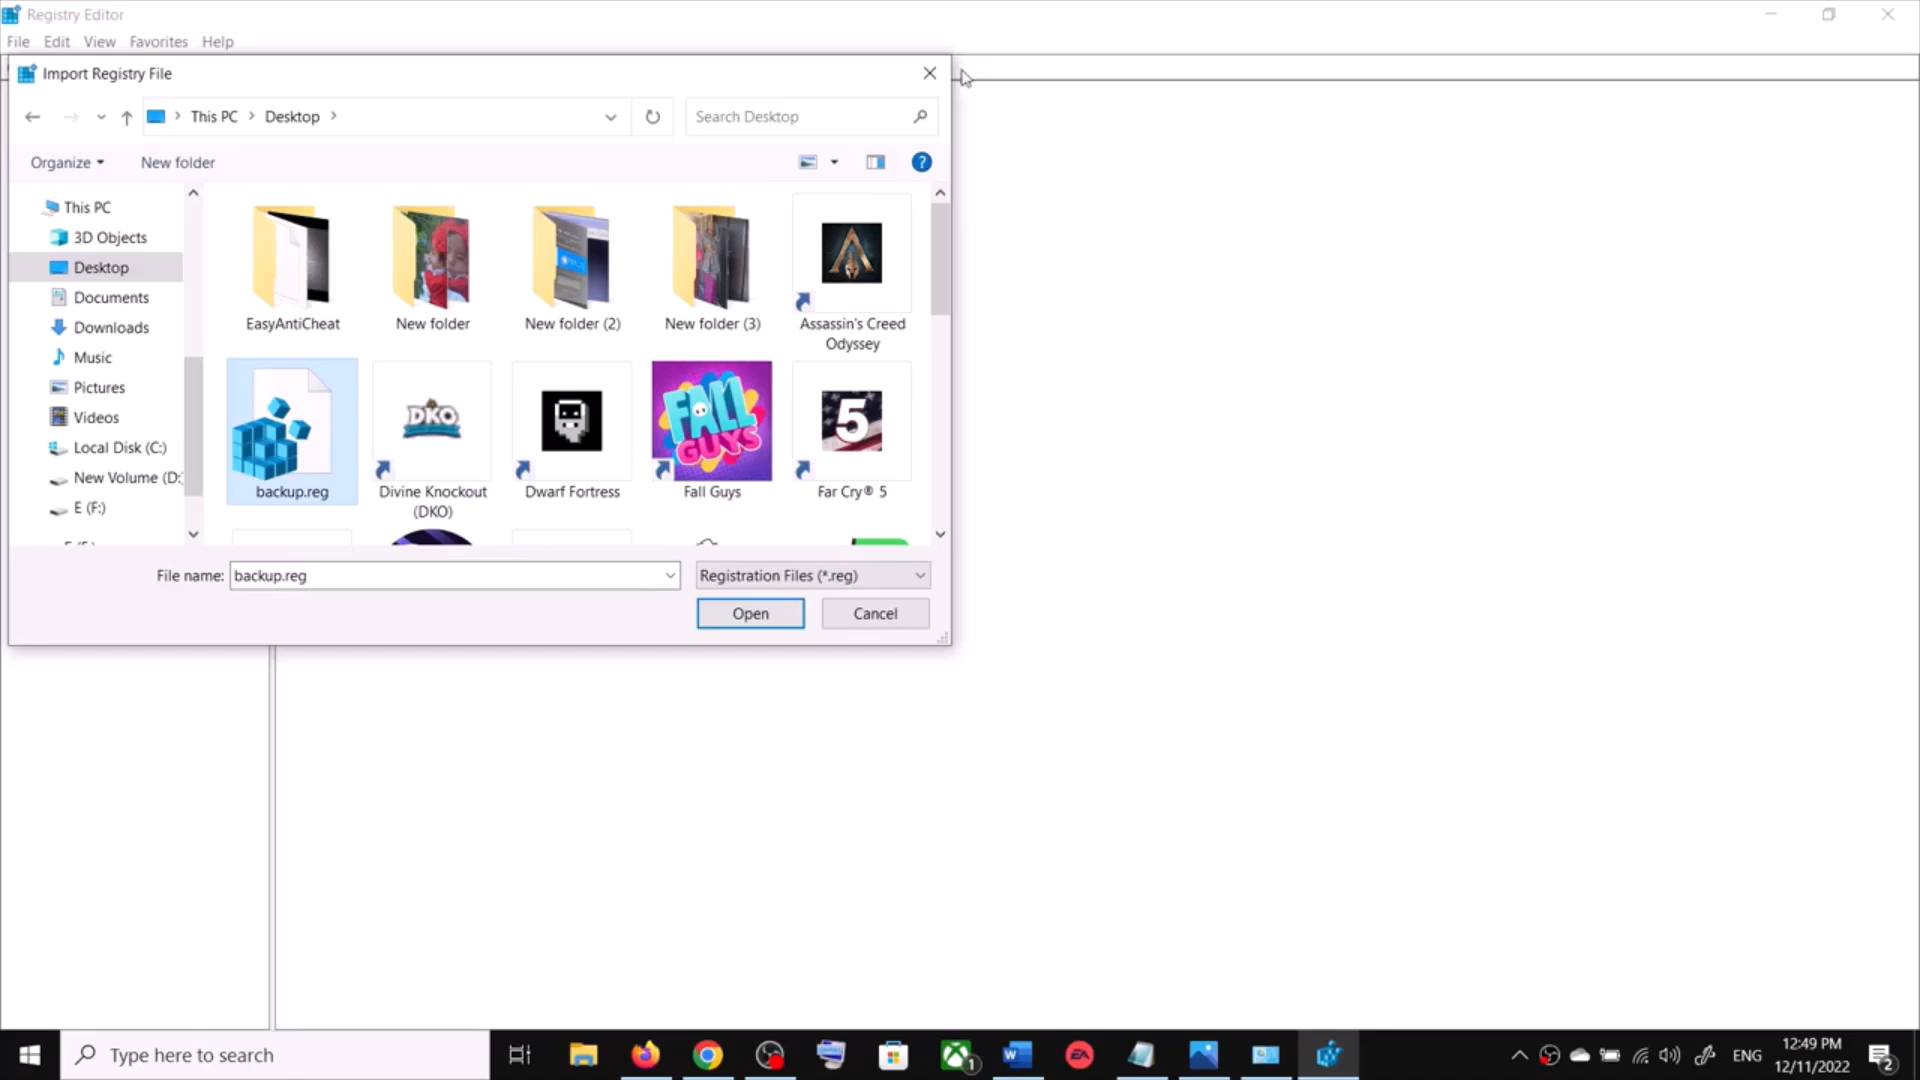 Registry Editor
File Edit View Favorites Help
Import Registry File
This PC > Desktop >
Search Desktop
Organize
New folder
?
This PC
3D Objects
Desktop
Documents
Downloads
Music
Pictures
Videos
Local Disk (C:)
New Volume (D:
E (F:)
EasyAntiCheat
New folder
New folder (2)
New folder (3)
Assassin's Creed
Odyssey
backup.reg
DKO
Divine Knockout
(DKO)
Dwarf Fortress
FALL
GUYS
Fall Guys
5
Far Cry® 5
File name: backup.reg
Registration Files (*.reg)
Open
Cancel
Type here to search
1
W
EA
ENG
12:49 PM
12/11/2022
2